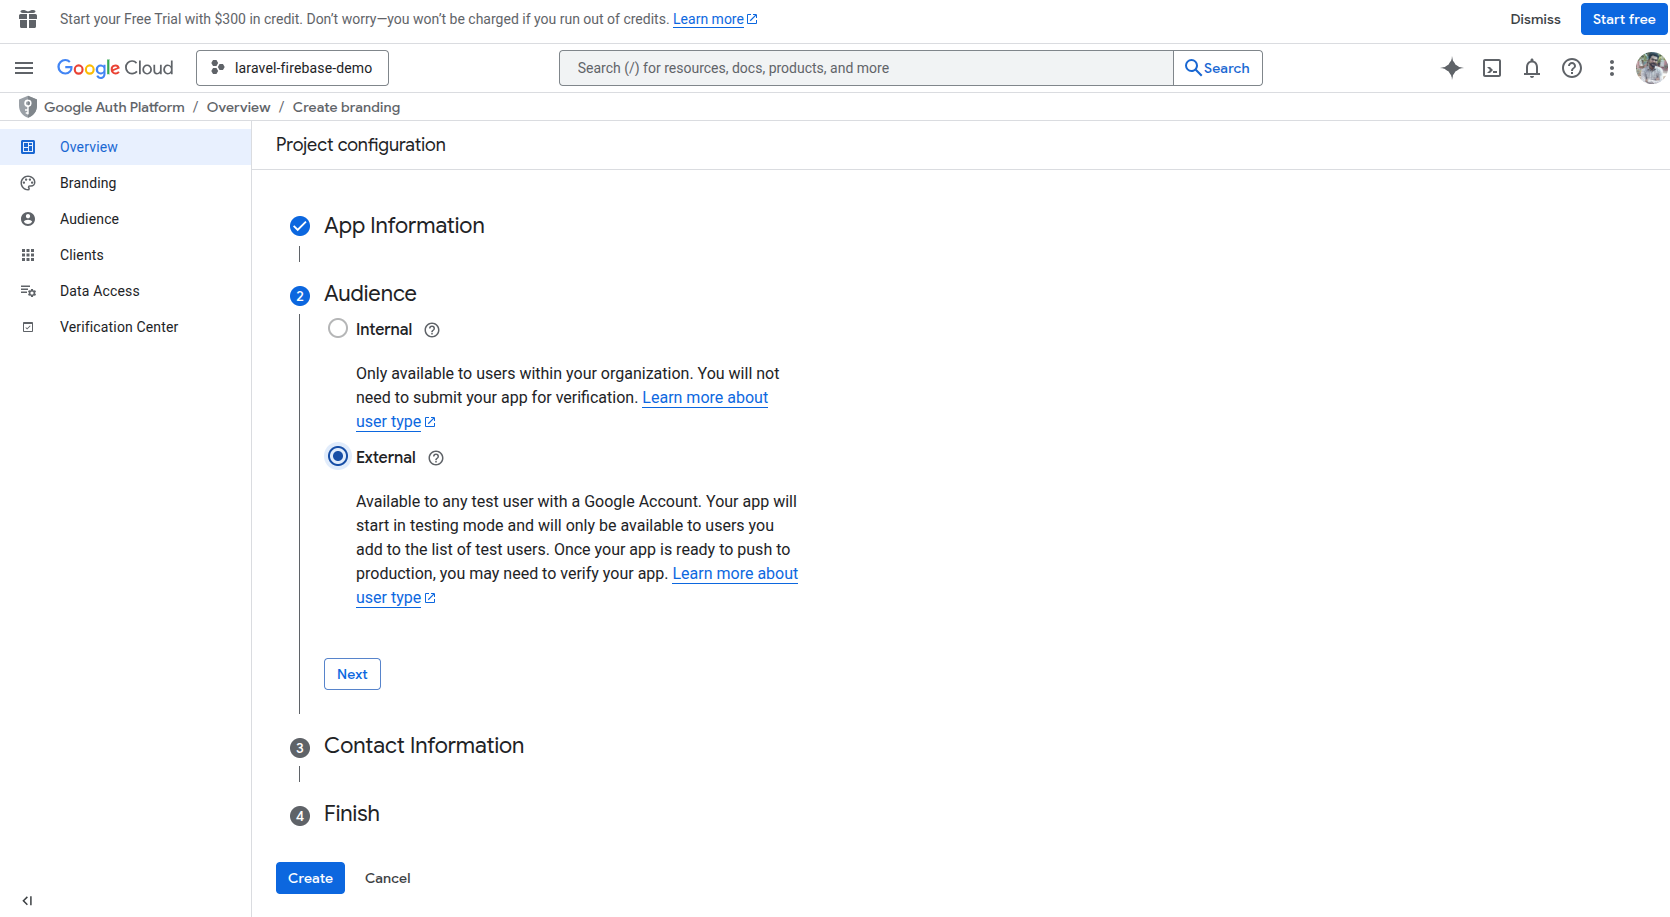 Start your Free Trial with $300 in credit. Don't worry—you won't be charged if you run out of credits. Learn more
Dismiss
Start free
Google Cloud
laravel-firebase-demo
Search (/) for resources, docs, products, and more
Search
Google Auth Platform / Overview / Create branding
Overview
Branding
Audience
Clients
Data Access
Verification Center
Project configuration
App Information
2 Audience
Internal
Only available to users within your organization. You will not
need to submit your app for verification. Learn more about
user type
External
Available to any test user with a Google Account. Your app will
start in testing mode and will only be available to users you
add to the list of test users. Once your app is ready to push to
production, you may need to verify your app. Learn more about
user type
Next
3 Contact Information
4 Finish
Create
Cancel